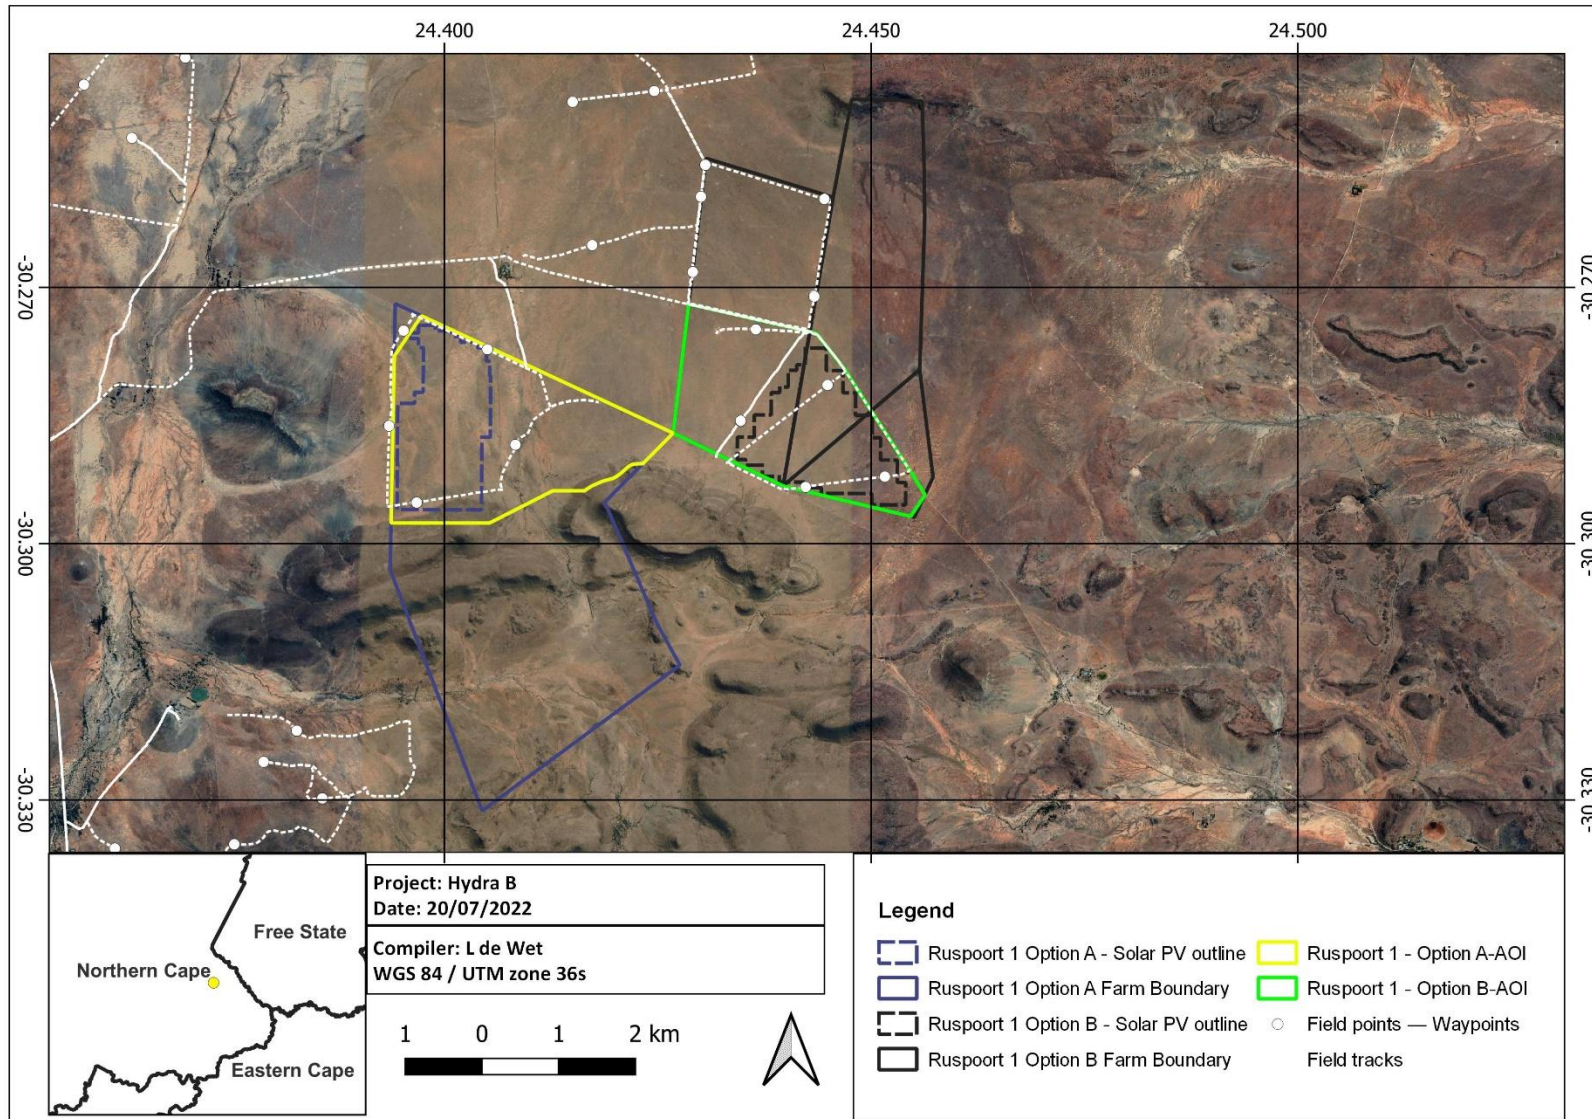 24.400 24.450 24.500
-30.270 -30.270
-30.300 -30.300
-30.330 -30.330
Free State
Northern Cape
Eastern Cape
Project: Hydra B
Date: 20/07/2022
Compiler: L de Wet
WGS 84 / UTM zone 36s
1 0 1 2 km
Legend
Ruspoort 1 Option A - Solar PV outline
Ruspoort 1 Option A Farm Boundary
Ruspoort 1 Option B - Solar PV outline
Ruspoort 1 Option B Farm Boundary
Ruspoort 1 - Option A-AOI
Ruspoort 1 - Option B-AOI
Field points — Waypoints
Field tracks